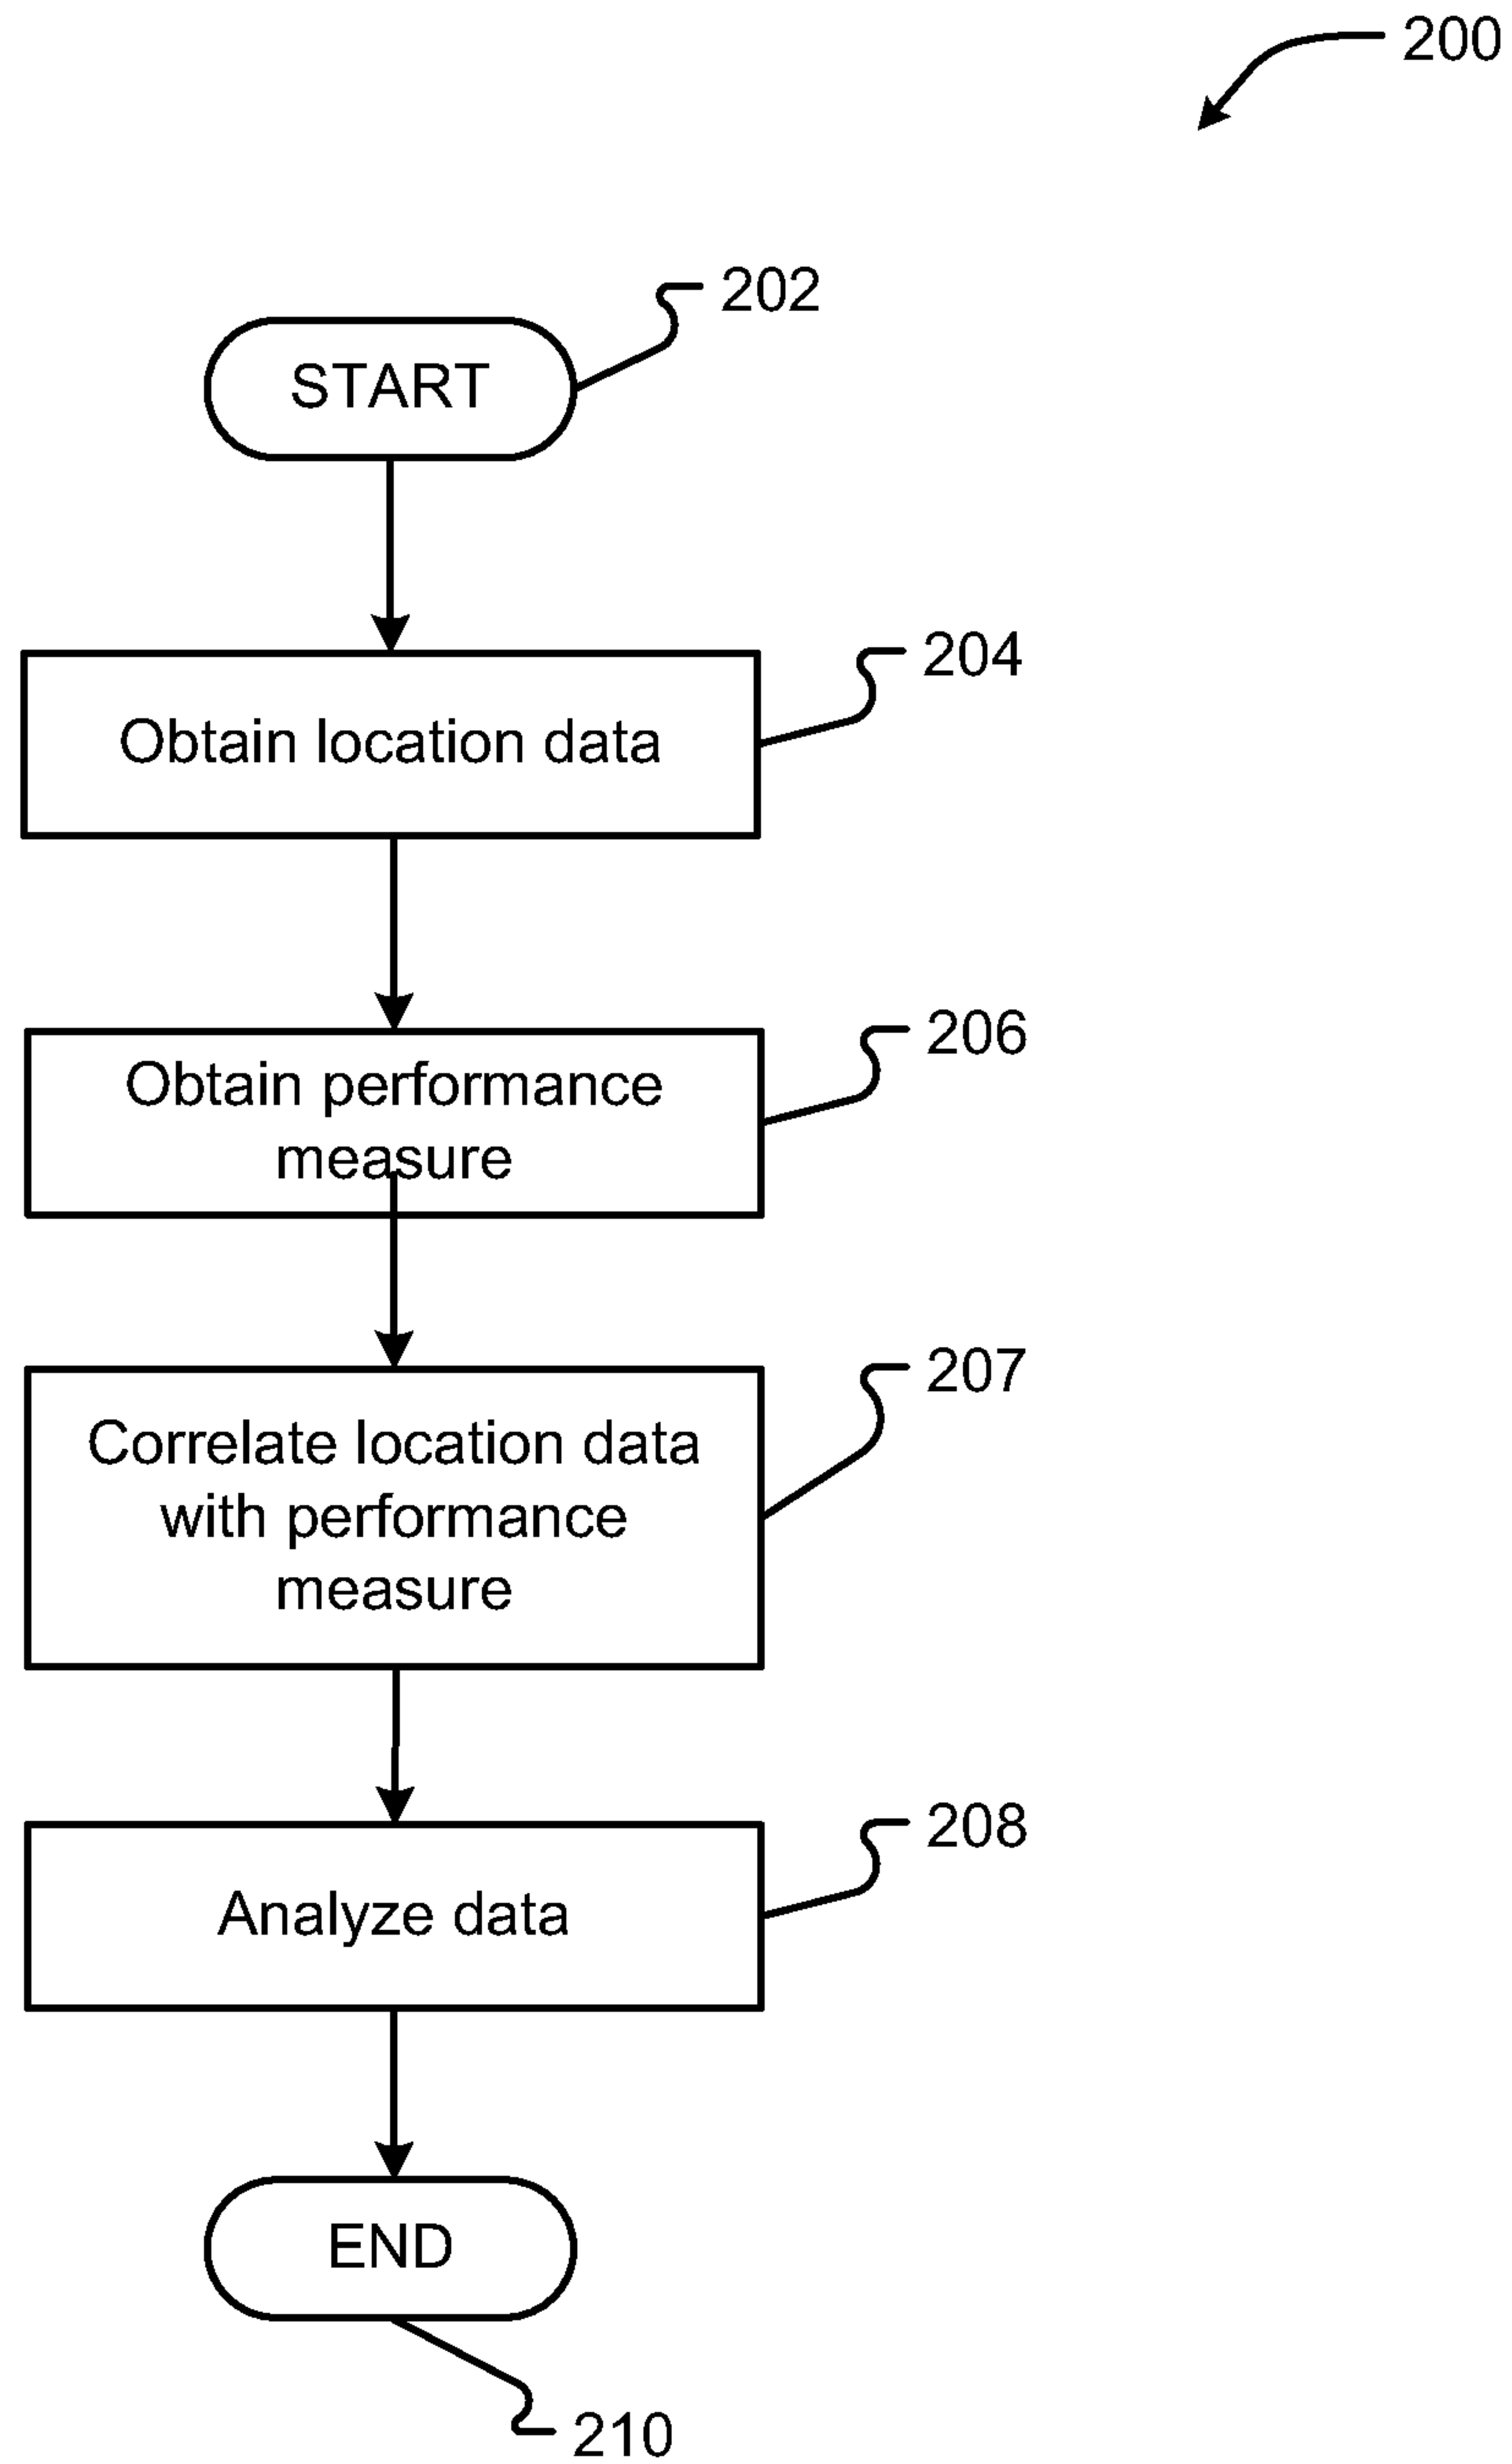 200
202
START
204
Obtain location data
206
Obtain performance
measure
207
Correlate location data
with performance
measure
208
Analyze data
END
210